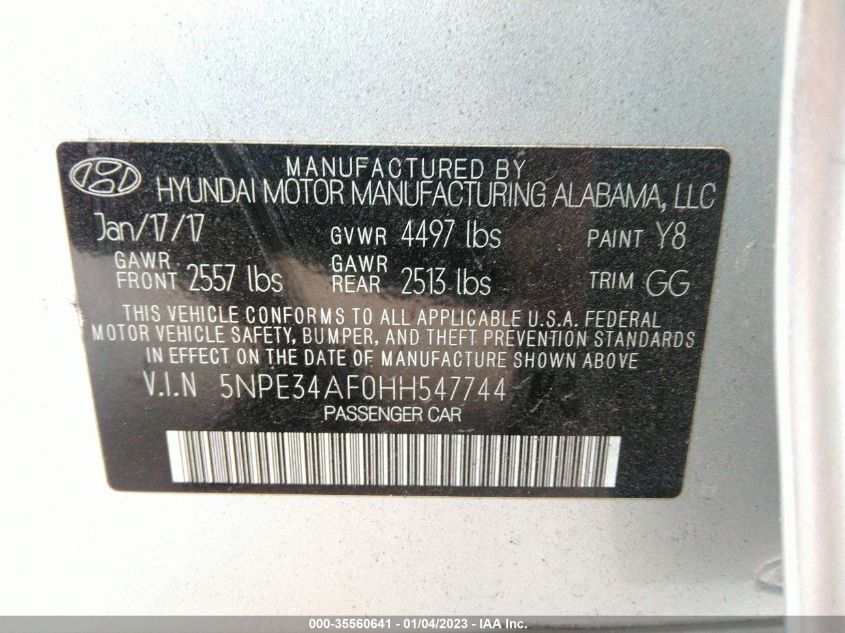 MANUFACTURED BY
HYUNDAI MOTOR MANUFACTURING ALABAMA, LLC
Jan/17/17 GVWR 4497 lbs PAINT Y8
GAWR FRONT 2557 lbs GAWR REAR 2513 lbs TRIM GG
THIS VEHICLE CONFORMS TO ALL APPLICABLE U.S.A. FEDERAL
MOTOR VEHICLE SAFETY, BUMPER, AND THEFT PREVENTION STANDARDS
IN EFFECT ON THE DATE OF MANUFACTURE SHOWN ABOVE
V.I.N 5NPE34AF0HH547744
PASSENGER CAR
000-35560641 - 01/04/2023 - IAA Inc.